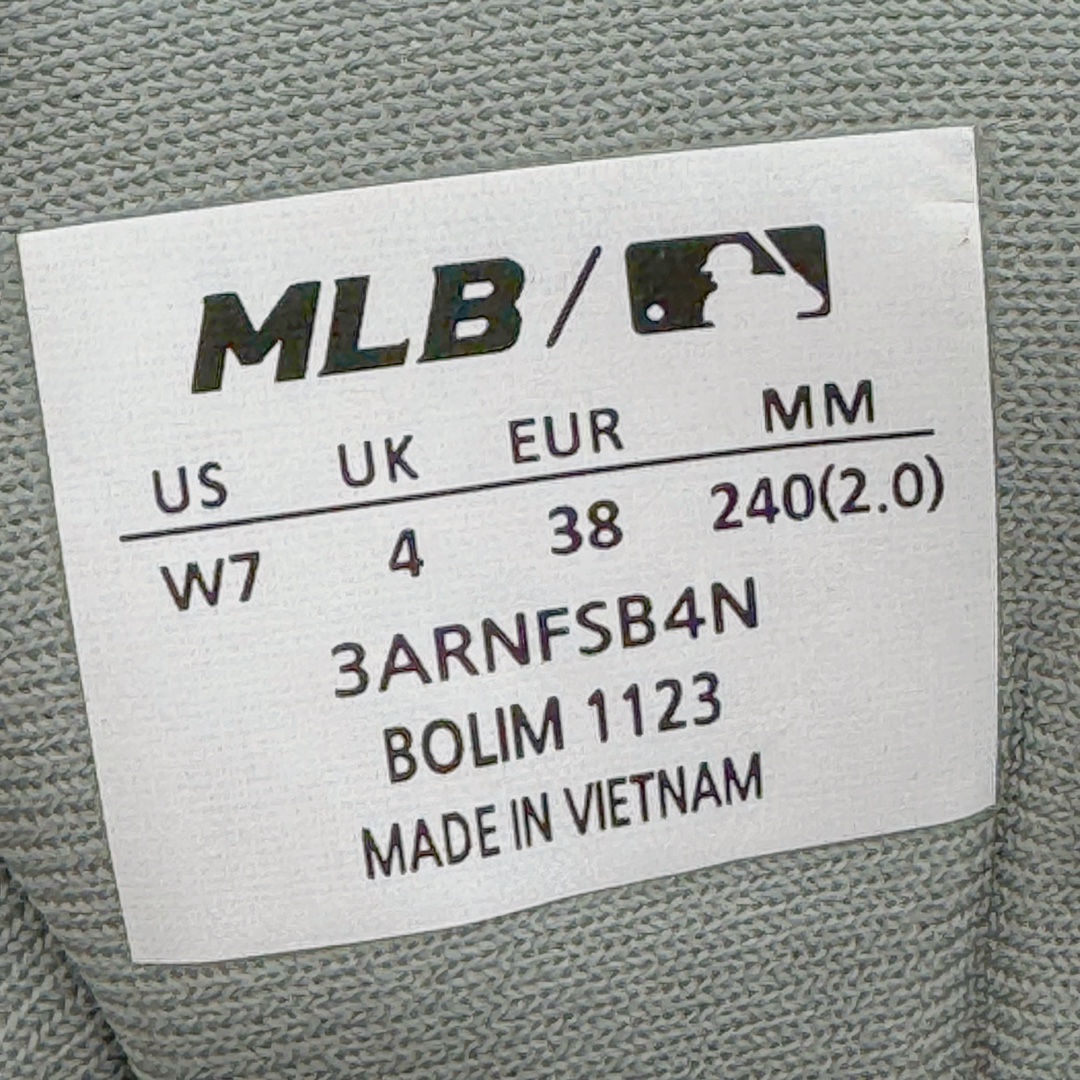 MLB /
US UK EUR MM
W7 4 38 240(2.0)
3ARNFSB4N
BOLIM 1123
MADE IN VIETNAM